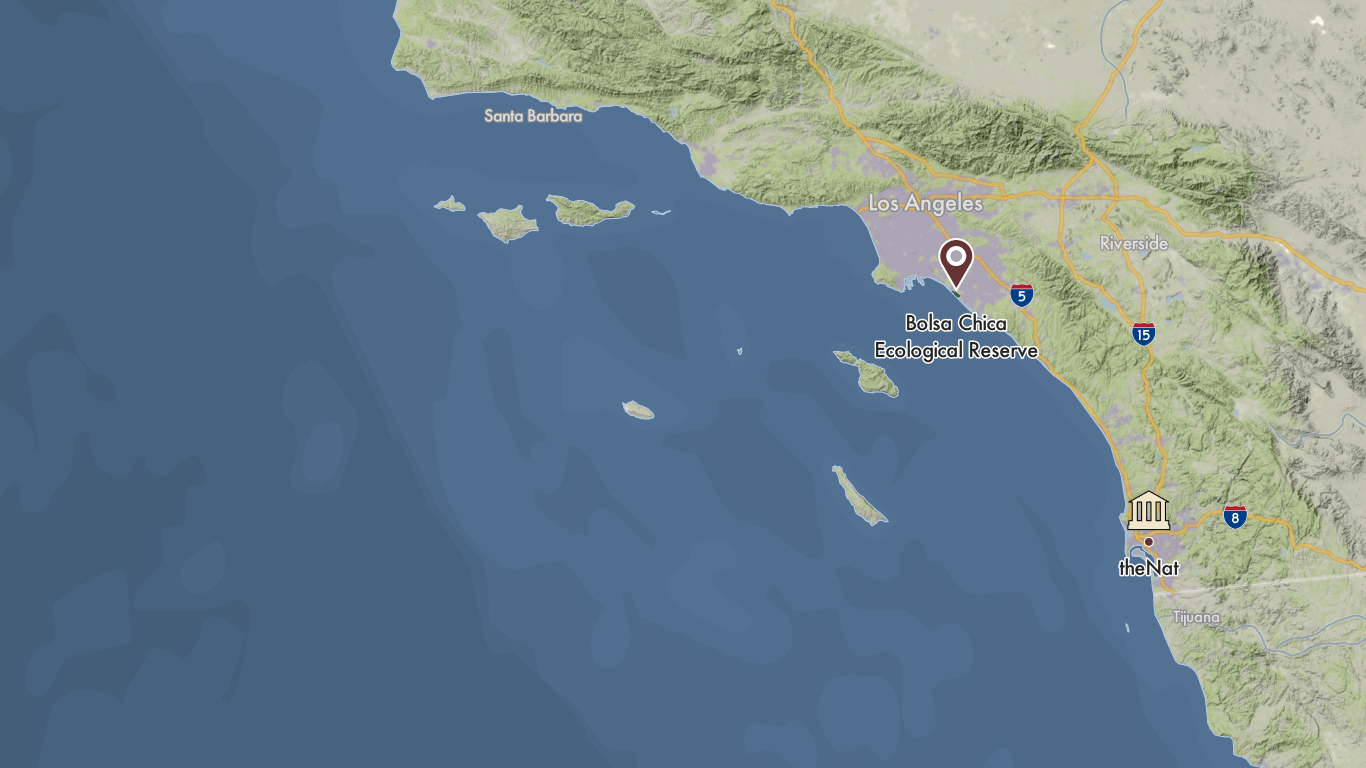 Santa Barbara
Los Angeles
Riverside
5
Bolsa Chica
Ecological Reserve
15
8
theNat
Tijuana